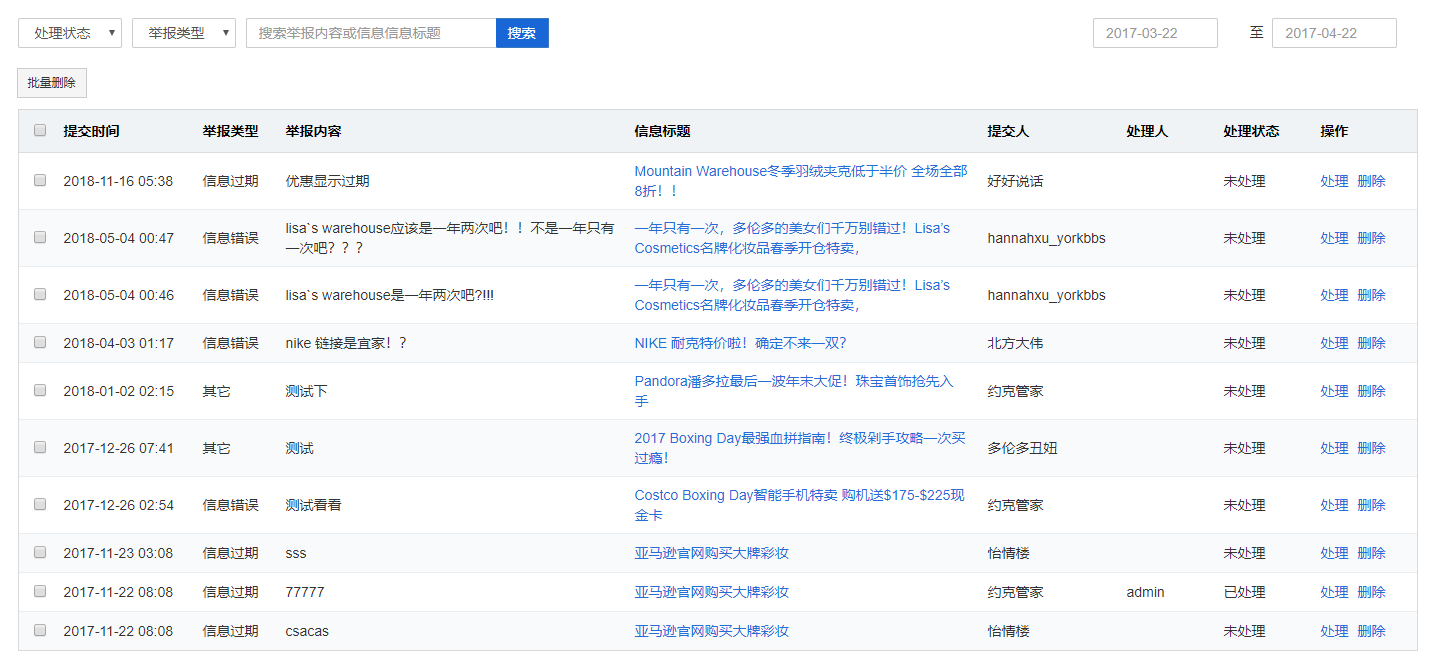 处理状态 举报类型 搜索举报内容或信息信息标题 搜索 2017-03-22 至 2017-04-22
批量删除
提交时间 举报类型 举报内容 信息标题 提交人 处理人 处理状态 操作
2018-11-16 05:38 信息过期 优惠显示过期 Mountain Warehouse冬季羽绒夹克低于半价 全场全部
8折！！ 好好说话 未处理 处理 删除
2018-05-04 00:47 信息错误 lisa`s warehouse应该是一年两次吧！！不是一年只有
一次吧？？？ 一年只有一次，多伦多的美女们千万别错过！Lisa's
Cosmetics名牌化妆品春季开仓特卖, hannahxu_yorkbbs 未处理 处理 删除
2018-05-04 00:46 信息错误 lisa`s warehouse是一年两次吧?!!! 一年只有一次，多伦多的美女们千万别错过！Lisa's
Cosmetics名牌化妆品春季开仓特卖, hannahxu_yorkbbs 未处理 处理 删除
2018-04-03 01:17 信息错误 nike 链接是宜家！？ NIKE 耐克特价啦！确定不来一双？ 北方大伟 未处理 处理 删除
2018-01-02 02:15 其它 测试下 Pandora潘多拉最后一波年末大促！珠宝首饰抢先入
手 约克管家 未处理 处理 删除
2017-12-26 07:41 其它 测试 2017 Boxing Day最强血拼指南！终极剁手攻略一次买
过瘾！ 多伦多丑妞 未处理 处理 删除
2017-12-26 02:54 信息错误 测试看看 Costco Boxing Day智能手机特卖 购机送$175-$225现
金卡 约克管家 未处理 处理 删除
2017-11-23 03:08 信息过期 sss 亚马逊官网购买大牌彩妆 怡情楼 未处理 处理 删除
2017-11-22 08:08 信息过期 77777 亚马逊官网购买大牌彩妆 约克管家 admin 已处理 处理 删除
2017-11-22 08:08 信息过期 csacas 亚马逊官网购买大牌彩妆 怡情楼 未处理 处理 删除